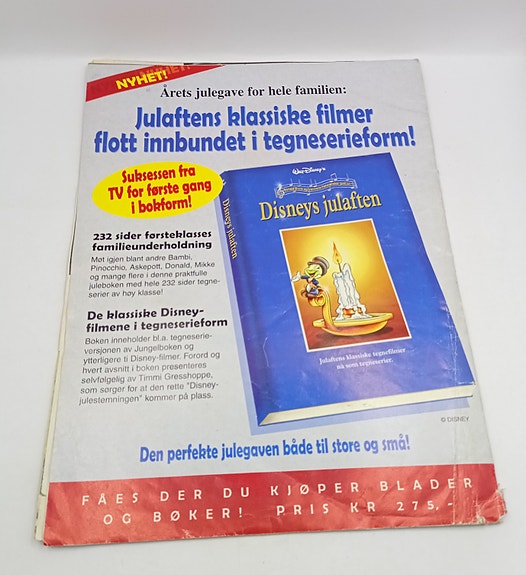 NYHET!
Årets julegave for hele familien:
Julaftens klassiske filmer
flott innbundet i tegneserieform!
Suksessen fra
TV for første gang
i bokform!
232 sider førsteklasses
familieunderholdning
Møt igjen blant andre Bambi,
Pinocchio, Askepott, Donald, Mikke
og mange flere i denne praktfulle
juleboken med hele 232 sider tegne-
serier av høy klasse!
De klassiske Disney-
filmene i tegneserieform
Boken inneholder bl.a. tegneserie-
versjonen av Jungelboken og
ytterligere ti Disney-filmer. Forord og
hvert avsnitt i boken presenteres
selvfølgelig av Timmi Gresshoppe,
som sørger for at den rette "Disney-
julestemningen" kommer på plass.
Disneys julaften
WALT DISNEY's
Disneys julaften
Julaftens klassiske tegnefilmer
nå som tegneserier.
© DISNEY
Den perfekte julegaven både til store og små!
FÅES DER DU KJØPER BLADER
OG BØKER! PRIS KR 275,-